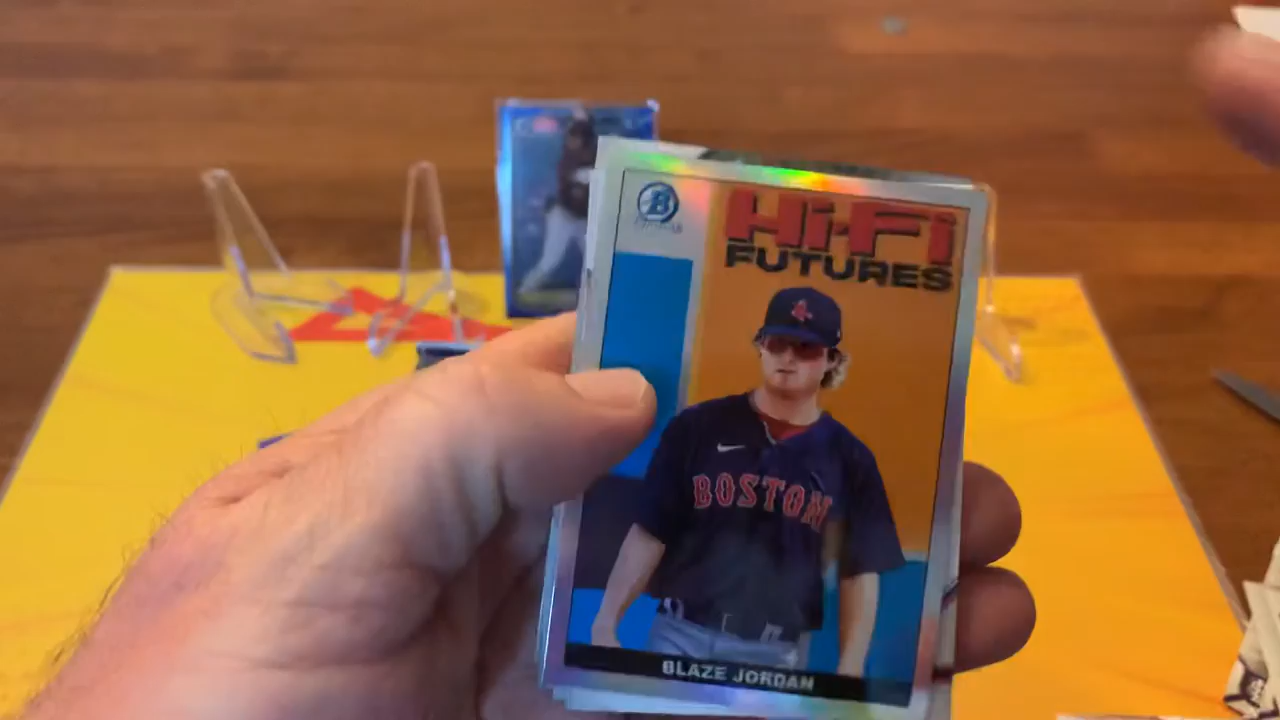 B
Hi-Fi
FUTURES
BOSTON
BLAZE JORDAN